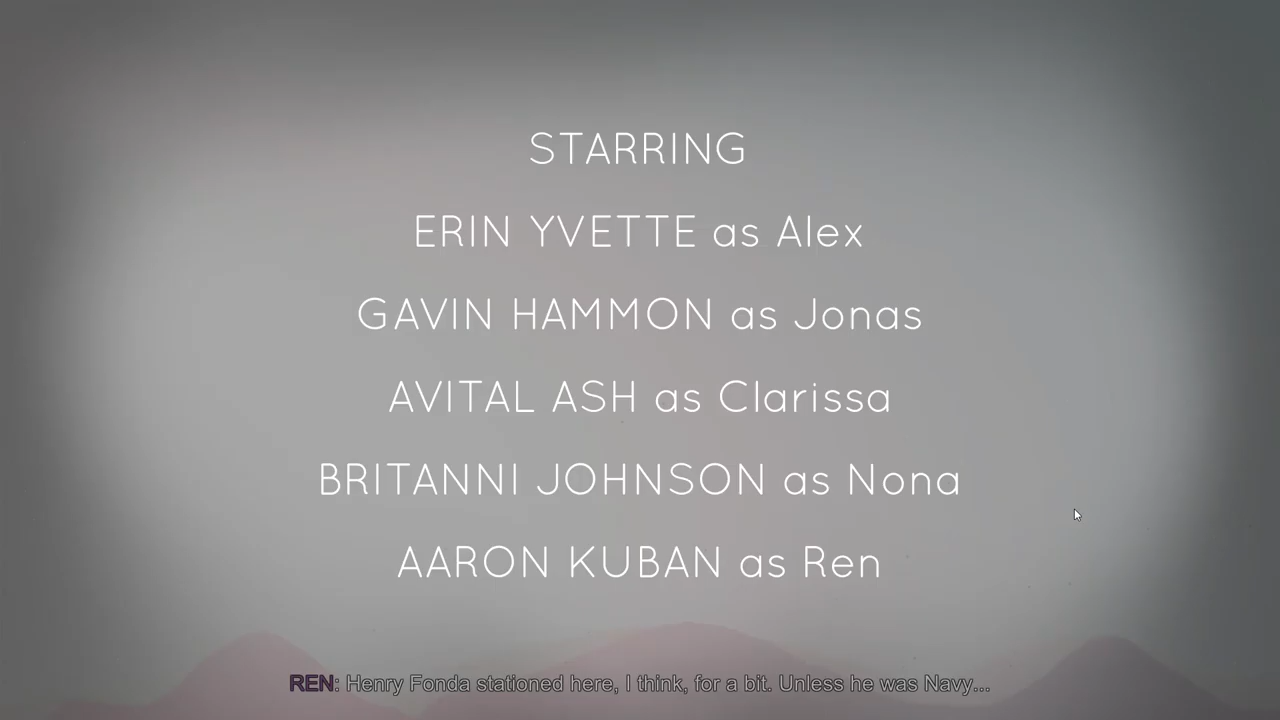 STARRING
ERIN YVETTE as Alex
GAVIN HAMMON as Jonas
AVITAL ASH as Clarissa
BRITANNI JOHNSON as Nona
AARON KUBAN as Ren
REN: Henry Fonda stationed here, I think, for a bit. Unless he was Navy...